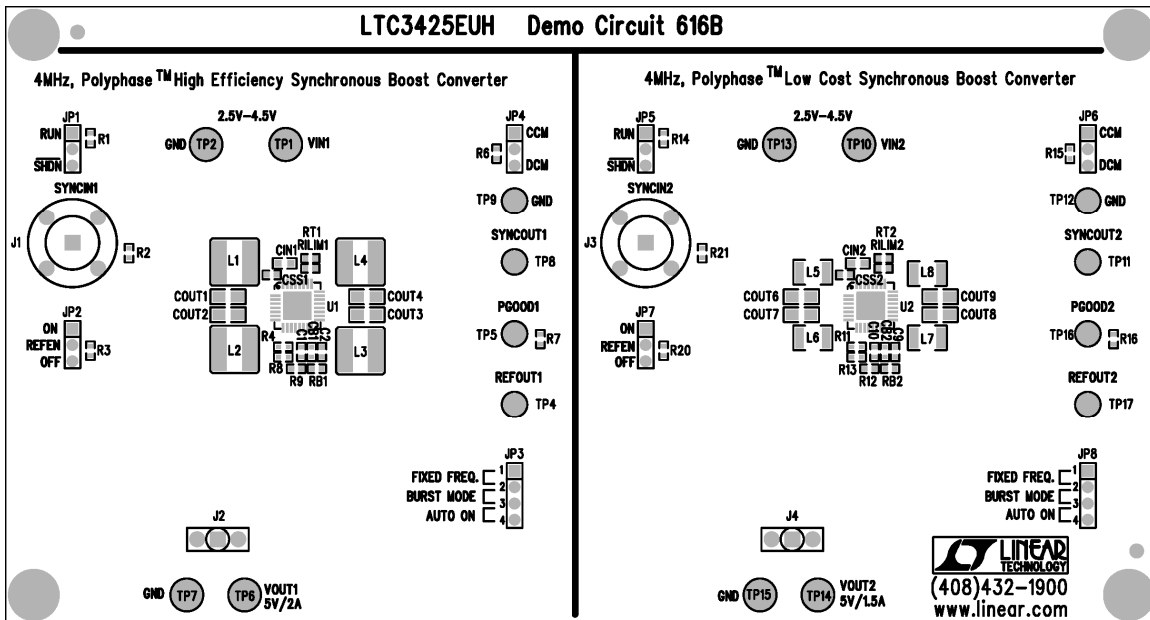 LTC3425EUH Demo Circuit 616B
4MHz, Polyphase™ High Efficiency Synchronous Boost Converter
JP1
RUN
R1
SHDN
2.5V-4.5V
GND
TP2
TP1
VIN1
JP4
CCM
R6
DCM
SYNCIN1
J1
R2
TP9
GND
SYNCOUT1
TP8
RT1
RILIM1
CIN1
L1
L4
CSS1
COUT1
COUT2
U1
COUT4
COUT3
PGOOD1
TP5
R7
JP2
ON
REFEN
OFF
R3
L2
L3
R4
C1
CB1
C2
R8
R9
RB1
REFOUT1
TP4
JP3
FIXED FREQ.
BURST MODE
AUTO ON
1
2
3
4
J2
GND
TP7
TP6
VOUT1
5V/2A
4MHz, Polyphase™ Low Cost Synchronous Boost Converter
JP5
RUN
R14
SHDN
2.5V-4.5V
GND
TP13
TP10
VIN2
JP6
CCM
R15
DCM
SYNCIN2
J3
R21
TP12
GND
SYNCOUT2
TP11
RT2
RILIM2
CIN2
L5
L8
CSS2
COUT6
COUT7
U2
COUT9
COUT8
PGOOD2
TP16
R16
JP7
ON
REFEN
OFF
R20
L6
L7
R11
C10
CB2
C9
R13
R12
RB2
REFOUT2
TP17
JP8
FIXED FREQ.
BURST MODE
AUTO ON
1
2
3
4
J4
GND
TP15
TP14
VOUT2
5V/1.5A
LINEAR
TECHNOLOGY
(408)432-1900
www.linear.com